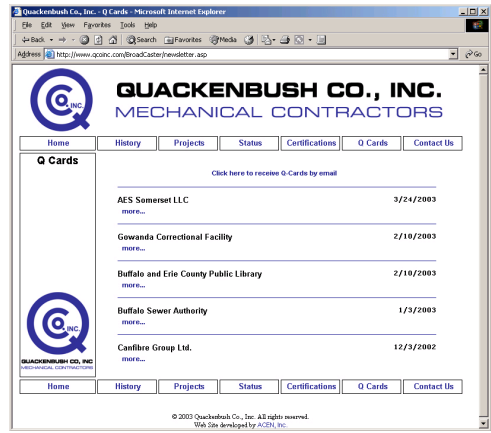 Quackenbush Co., Inc. - Q Cards - Microsoft Internet Explorer
File Edit View Favorites Tools Help
Back Search Favorites Media
Address http://www.qcoinc.com/BroadCaster/newsletter.asp Go
Q, INC.
QUACKENBUSH CO., INC.
MECHANICAL CONTRACTORS
Home History Projects Status Certifications Q Cards Contact Us
Q Cards
Click here to receive Q-Cards by email
AES Somerset LLC 3/24/2003
more...
Gowanda Correctional Facility 2/10/2003
more...
Buffalo and Erie County Public Library 2/10/2003
more...
Buffalo Sewer Authority 1/3/2003
more...
Canfibre Group Ltd. 12/3/2002
more...
Q, INC.
QUACKENBUSH CO., INC
MECHANICAL CONTRACTORS
Home History Projects Status Certifications Q Cards Contact Us
© 2003 Quackenbush Co., Inc. All rights reserved.
Web Site developed by ACEN, Inc.